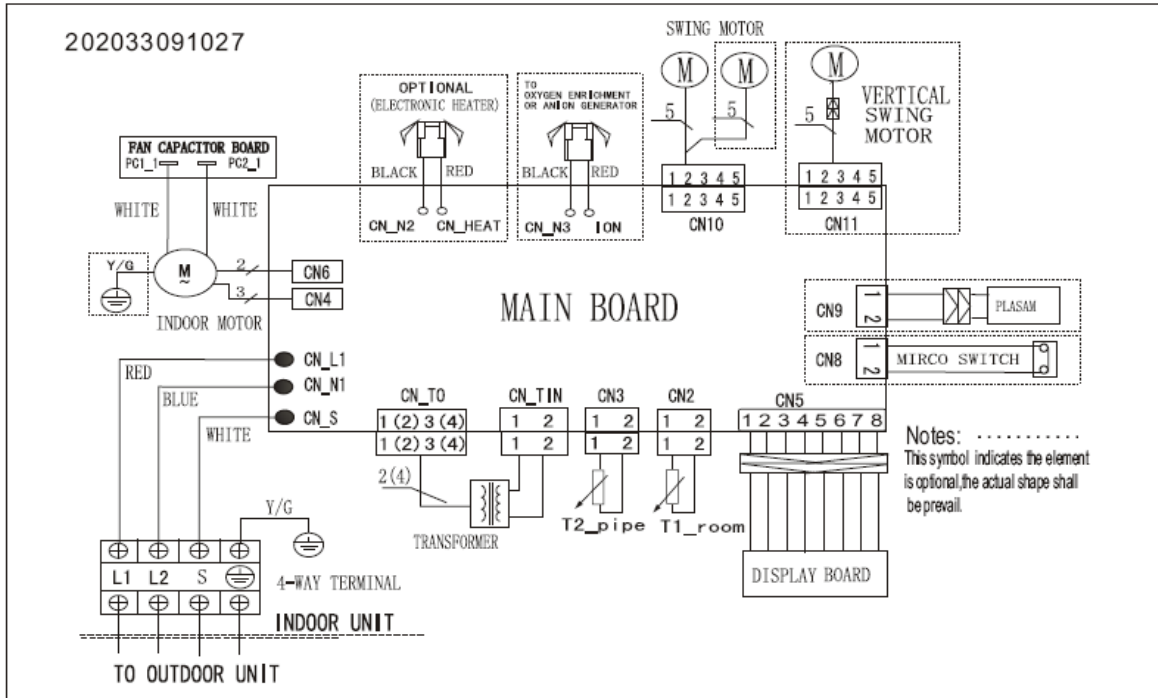 202033091027
SWING MOTOR
M
M
M
5
5
5
VERTICAL
SWING
MOTOR
OPTIONAL
(ELECTRONIC HEATER)
BLACK
RED
CN_N2
CN_HEAT
TO
OXYGEN ENRICHMENT
OR ANION GENERATOR
BLACK
RED
CN_N3
ION
1 2 3 4 5
1 2 3 4 5
CN10
1 2 3 4 5
1 2 3 4 5
CN11
FAN CAPACITOR BOARD
PC1_1
PC2_1
WHITE
WHITE
Y/G
M
~
2
3
CN6
CN4
INDOOR MOTOR
MAIN BOARD
CN9
1
2
PLASAM
CN8
1
2
MIRCO SWITCH
CN_L1
CN_N1
CN_S
RED
BLUE
WHITE
CN_TO
1 (2) 3 (4)
1 (2) 3 (4)
CN_TIN
1 2
1 2
CN3
1 2
1 2
CN2
1 2
1 2
CN5
1 2 3 4 5 6 7 8
2(4)
TRANSFORMER
T2_pipe
T1_room
DISPLAY BOARD
Notes: ··········
This symbol indicates the element
is optional,the actual shape shall
be prevail.
Y/G
L1 L2 S
4-WAY TERMINAL
INDOOR UNIT
TO OUTDOOR UNIT